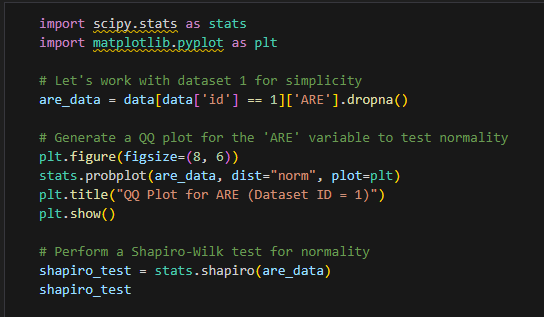 import scipy.stats as stats
import matplotlib.pyplot as plt
# Let's work with dataset 1 for simplicity
are_data = data[data['id'] == 1]['ARE'].dropna()
# Generate a QQ plot for the 'ARE' variable to test normality
plt.figure(figsize=(8, 6))
stats.probplot(are_data, dist="norm", plot=plt)
plt.title("QQ Plot for ARE (Dataset ID = 1)")
plt.show()
# Perform a Shapiro-Wilk test for normality
shapiro_test = stats.shapiro(are_data)
shapiro_test